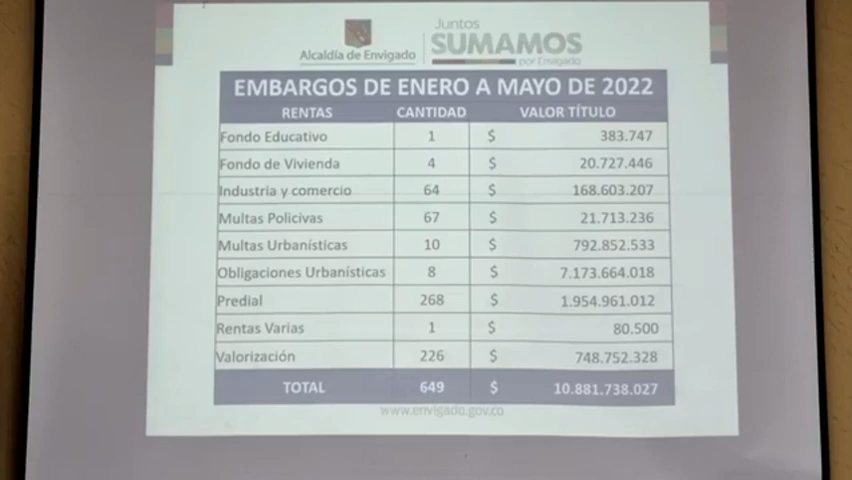 Alcaldía de Envigado
Juntos
SUMAMOS
por Envigado
EMBARGOS DE ENERO A MAYO DE 2022
RENTAS CANTIDAD VALOR TÍTULO
Fondo Educativo 1 $ 383.747
Fondo de Vivienda 4 $ 20.727.446
Industria y comercio 64 $ 168.603.207
Multas Policivas 67 $ 21.713.236
Multas Urbanísticas 10 $ 792.852.533
Obligaciones Urbanísticas 8 $ 7.173.664.018
Predial 268 $ 1.954.961.012
Rentas Varias 1 $ 80.500
Valorización 226 $ 748.752.328
TOTAL 649 $ 10.881.738.027
www.envigado.gov.co